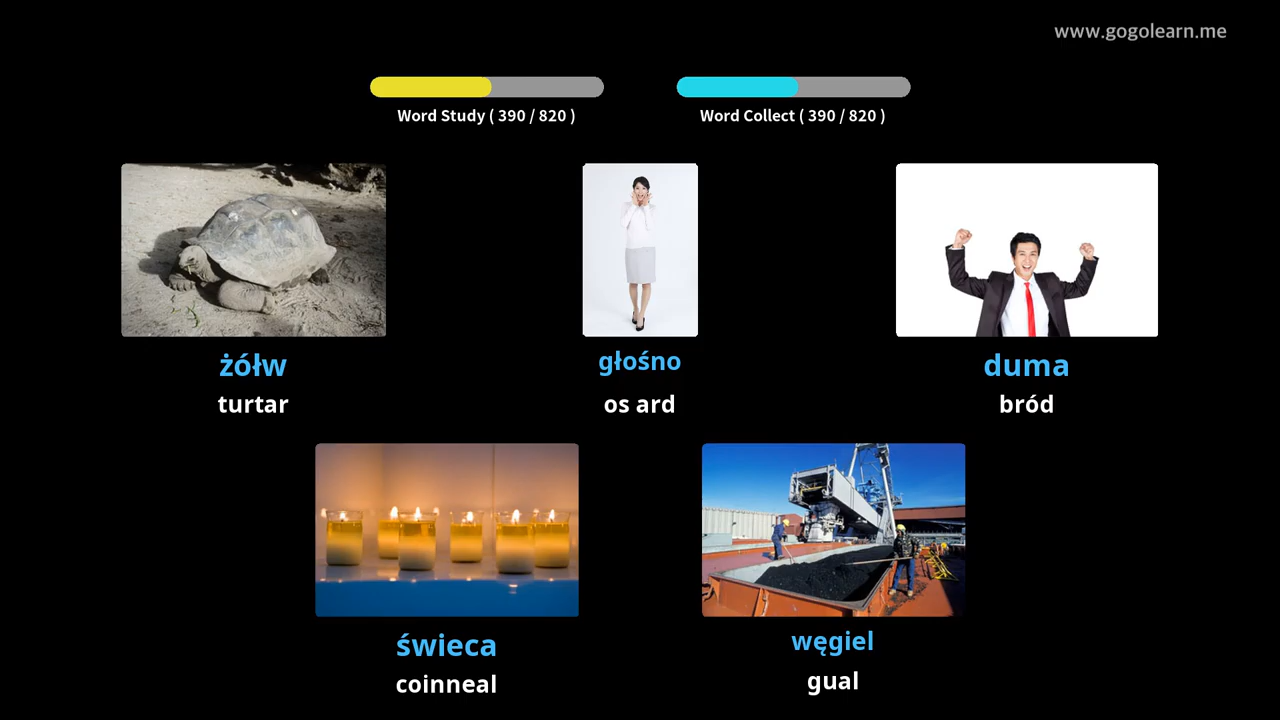 www.gogolearn.me
Word Study ( 390 / 820 )
Word Collect ( 390 / 820 )
żółw
turtar
głośno
os ard
duma
bród
świeca
coinneal
węgiel
gual